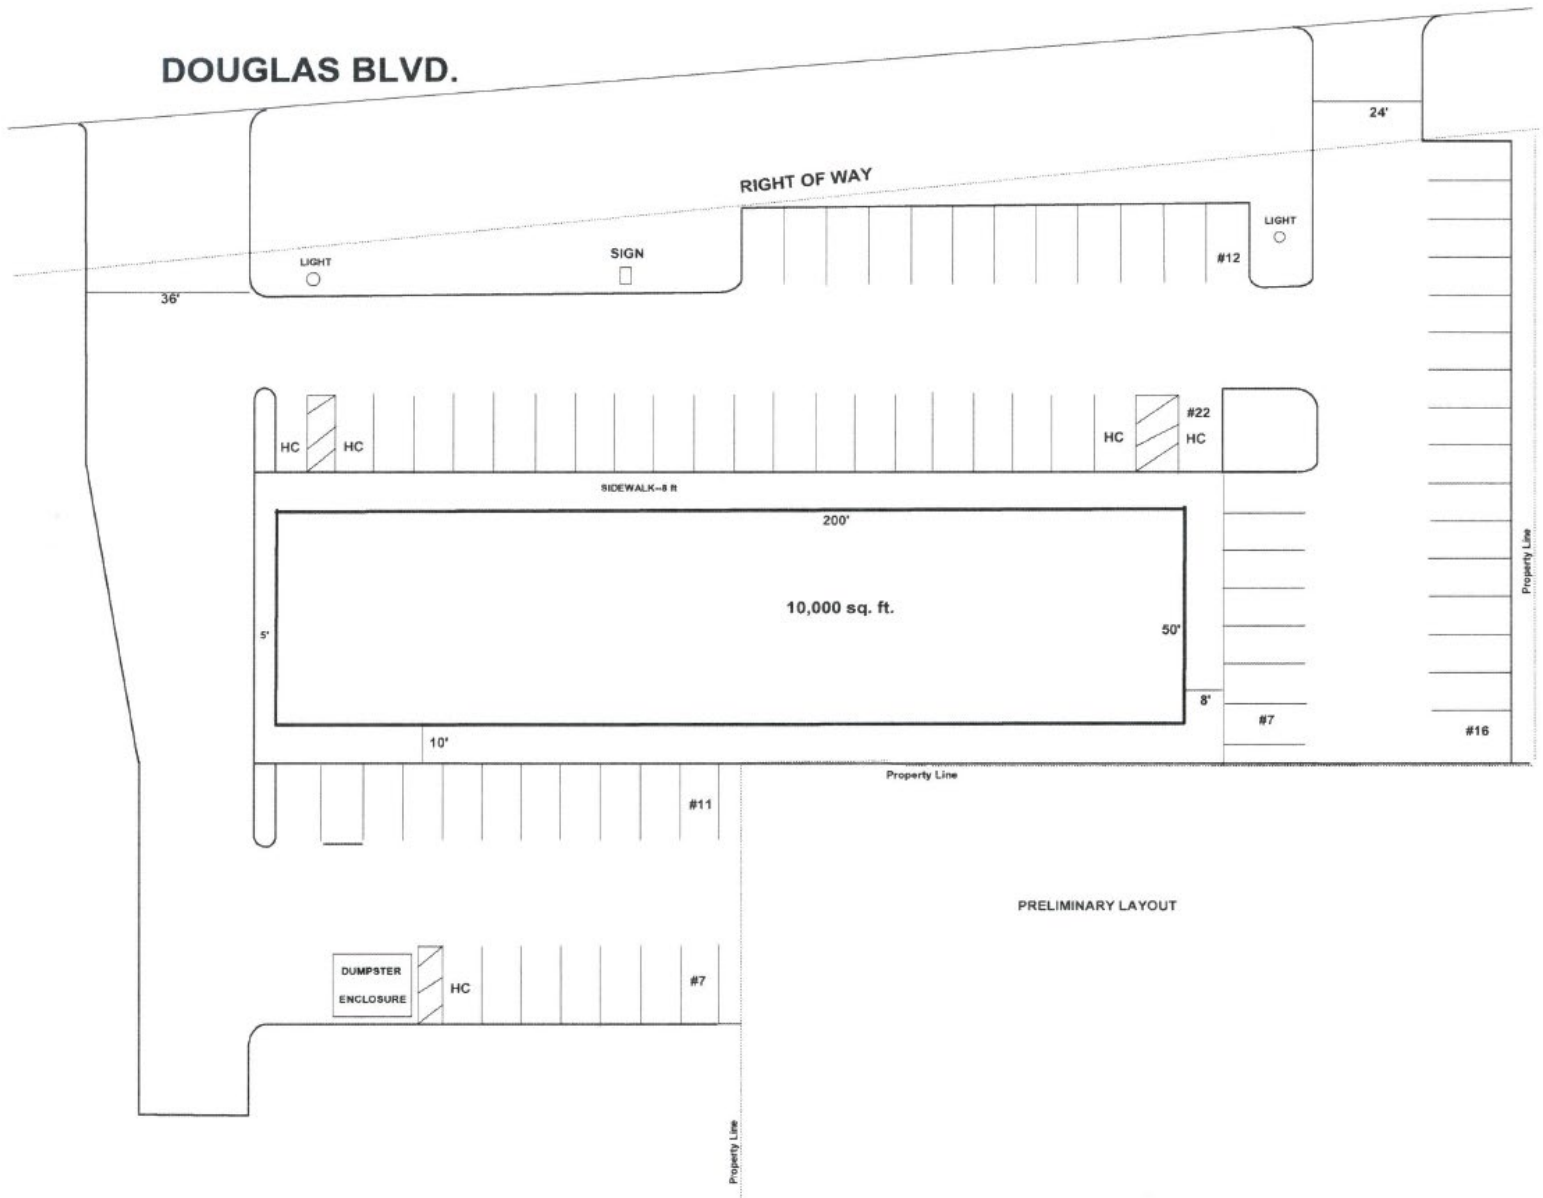 DOUGLAS BLVD.
24'
RIGHT OF WAY
LIGHT
SIGN
LIGHT
#12
36'
HC
HC
HC
#22
HC
SIDEWALK--8 ft
200'
Property Line
10,000 sq. ft.
5'
50'
8'
#7
#16
10'
Property Line
#11
PRELIMINARY LAYOUT
DUMPSTER
ENCLOSURE
HC
#7
Property Line